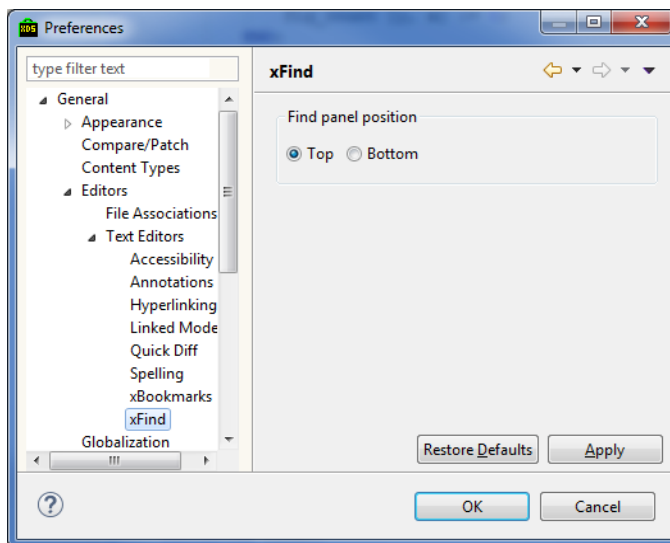 XDS Preferences
type filter text
General
Appearance
Compare/Patch
Content Types
Editors
File Associations
Text Editors
Accessibility
Annotations
Hyperlinking
Linked Mode
Quick Diff
Spelling
xBookmarks
xFind
Globalization
xFind
Find panel position
Top Bottom
Restore Defaults Apply
? OK Cancel